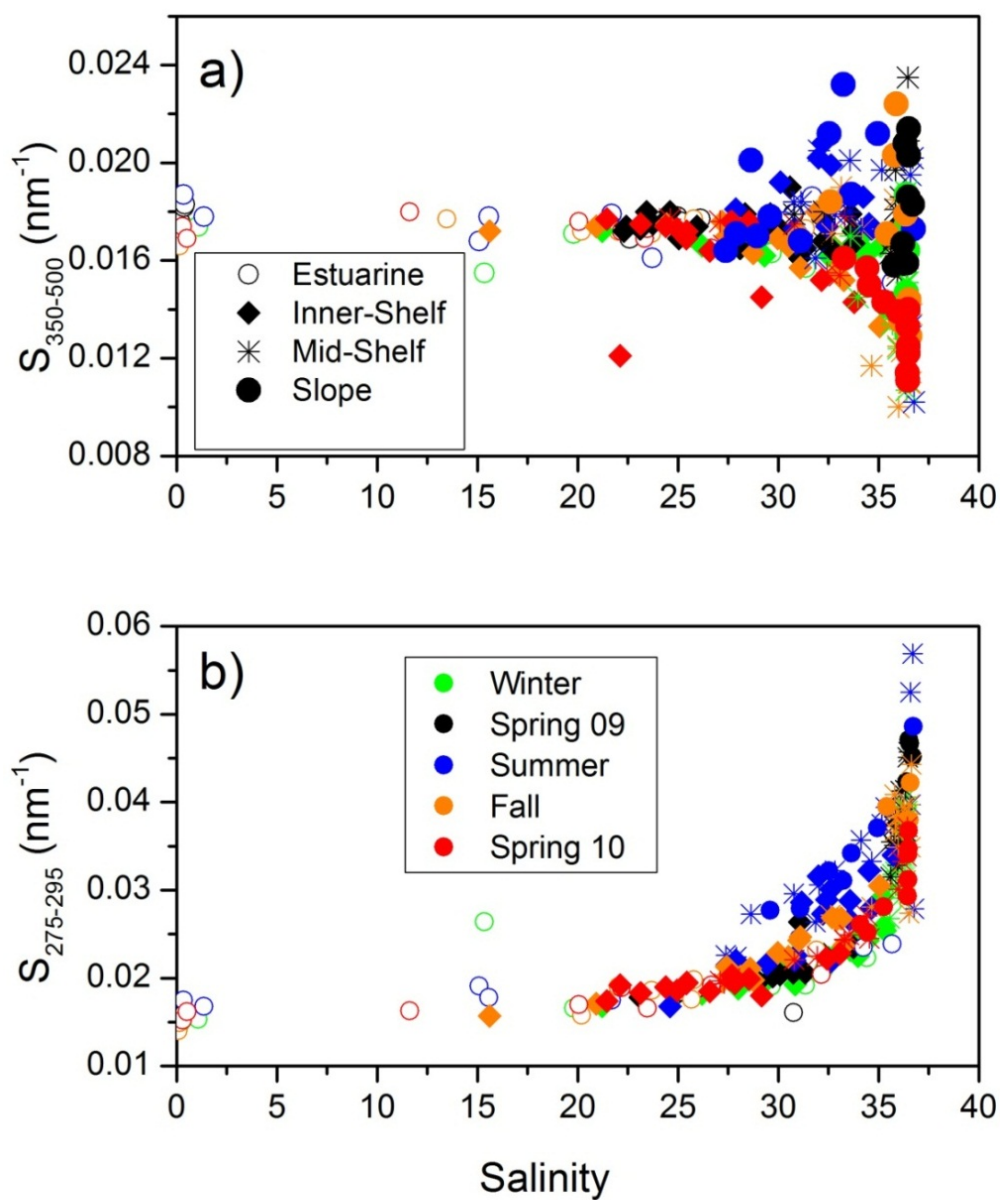 a)
0.024
0.020
0.016
0.012
0.008
S350-500 (nm-1)
Estuarine
Inner-Shelf
Mid-Shelf
Slope
0 5 10 15 20 25 30 35 40
b)
0.06
0.05
0.04
0.03
0.02
0.01
S275-295 (nm-1)
Winter
Spring 09
Summer
Fall
Spring 10
0 5 10 15 20 25 30 35 40
Salinity